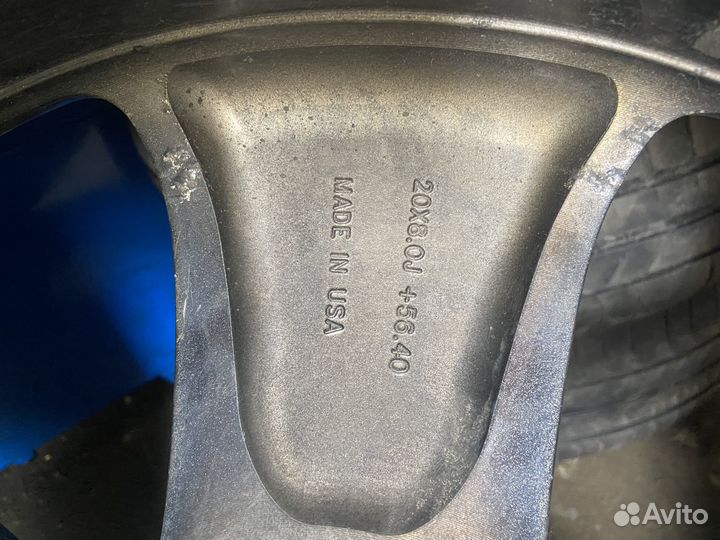 20X8.0J +56.40
MADE IN USA
Avito